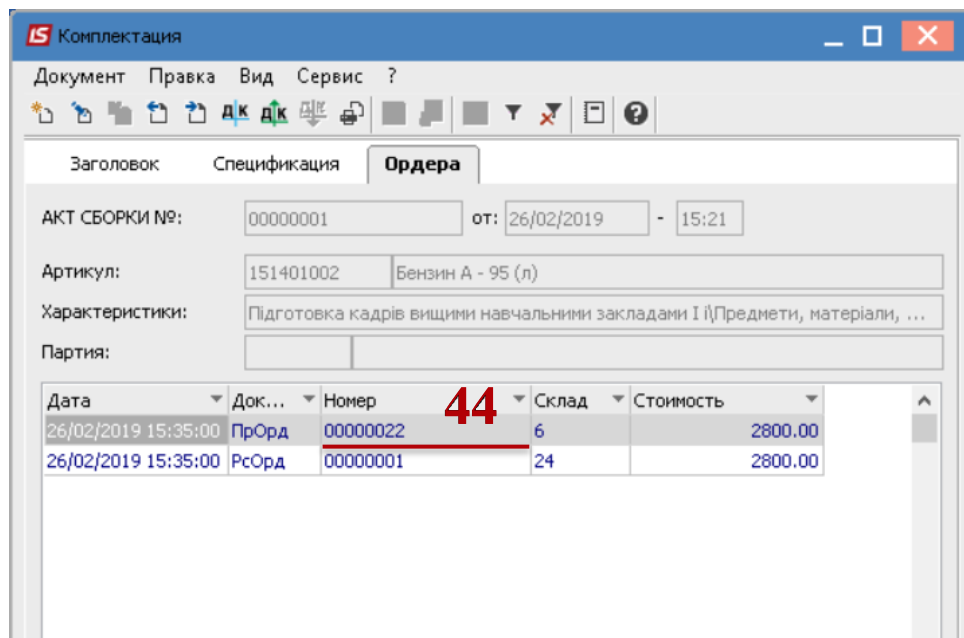 Комплектация
Документ Правка Вид Сервис ?
Заголовок Спецификация Ордера
АКТ СБОРКИ №: 00000001 от: 26/02/2019 - 15:21
Артикул: 151401002 Бензин А - 95 (л)
Характеристики: Підготовка кадрів вищими навчальними закладами І і\Предмети, матеріали, ...
Партия:
Дата Док... Номер 44 Склад Стоимость
26/02/2019 15:35:00 ПрОрд 00000022 6 2800.00
26/02/2019 15:35:00 РсОрд 00000001 24 2800.00